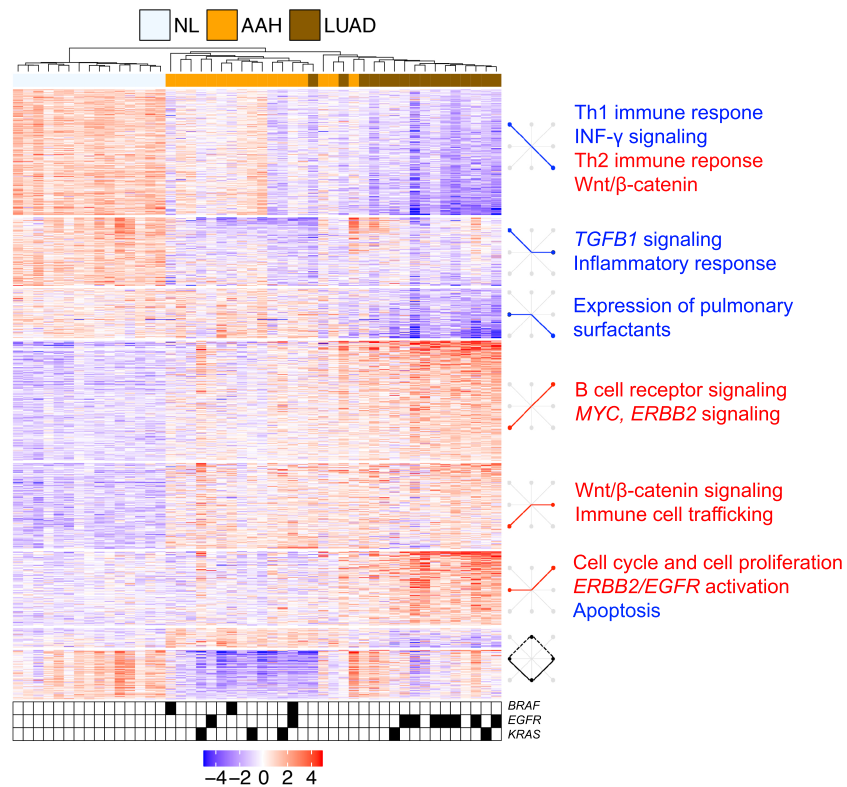 NL AAH LUAD
Th1 immune respone
INF-γ signaling
Th2 immune reponse
Wnt/β-catenin
TGFB1 signaling
Inflammatory response
Expression of pulmonary
surfactants
B cell receptor signaling
MYC, ERBB2 signaling
Wnt/β-catenin signaling
Immune cell trafficking
Cell cycle and cell proliferation
ERBB2/EGFR activation
Apoptosis
BRAF
EGFR
KRAS
−4 −2 0 2 4